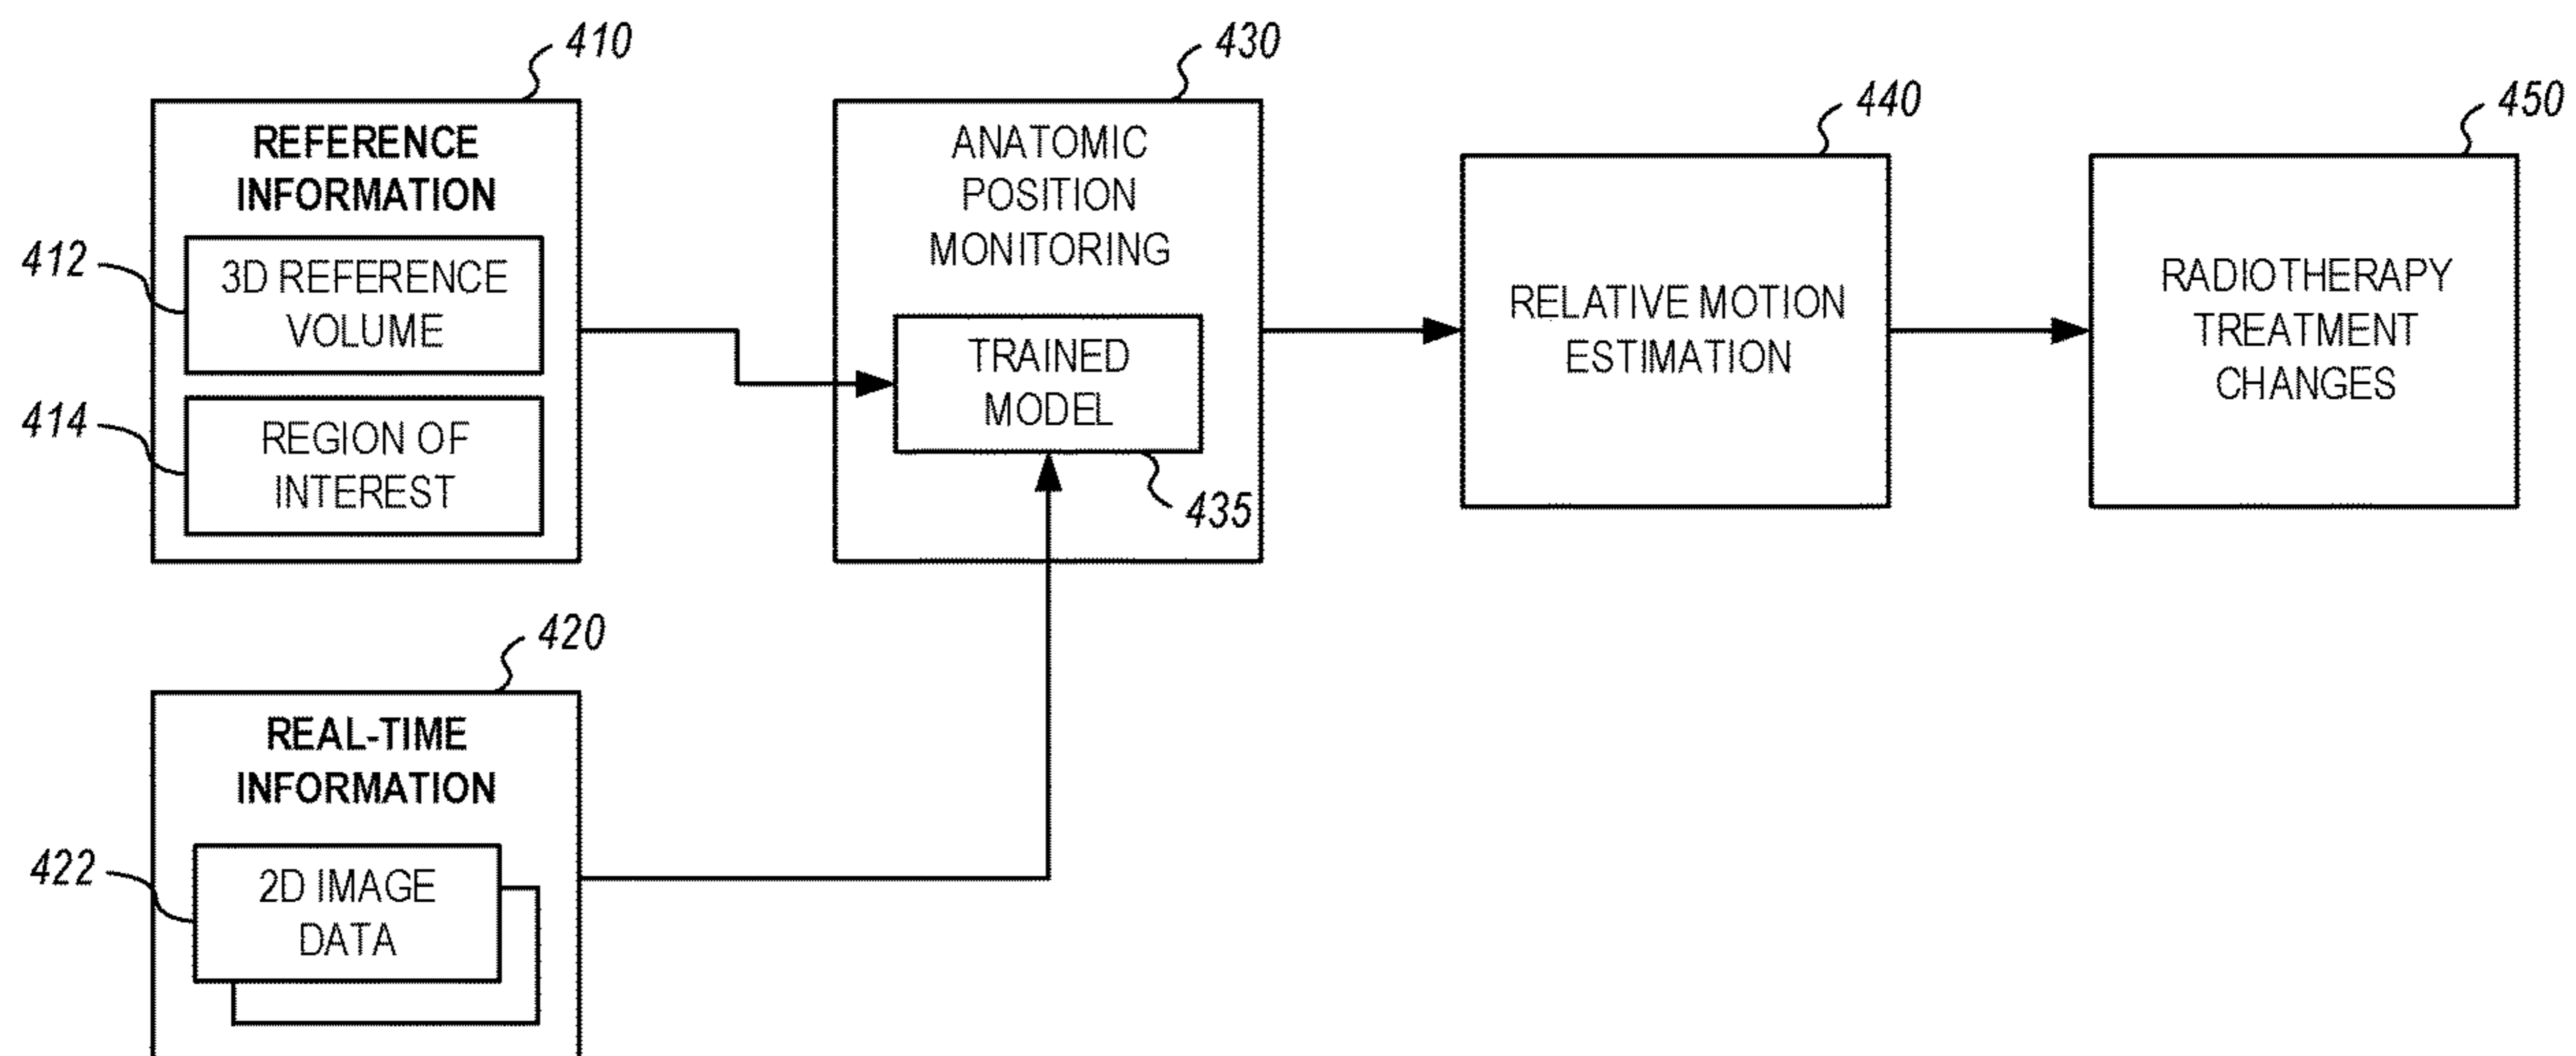 410
REFERENCE
INFORMATION
412
3D REFERENCE
VOLUME
414
REGION OF
INTEREST
420
REAL-TIME
INFORMATION
422
2D IMAGE
DATA
430
ANATOMIC
POSITION
MONITORING
TRAINED
MODEL
435
440
RELATIVE MOTION
ESTIMATION
450
RADIOTHERAPY
TREATMENT
CHANGES